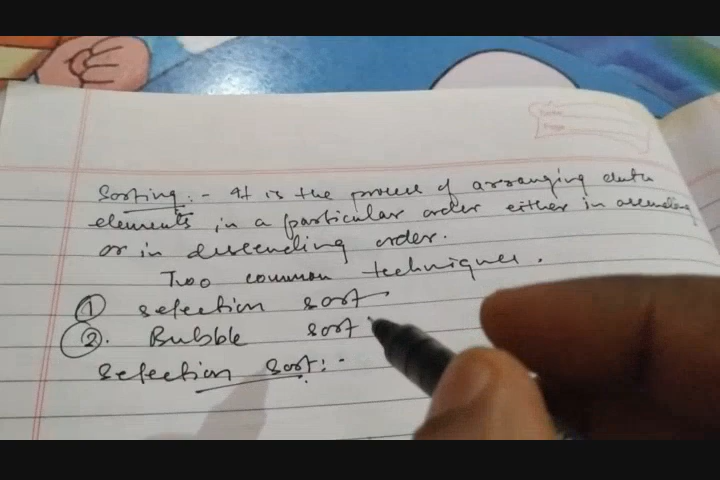 Sorting:- It is the process of arranging data
elements in a particular order either in ascending
or in descending order.
Two common techniques.
① selection sort
②. Bubble sort
Selection Sort:-